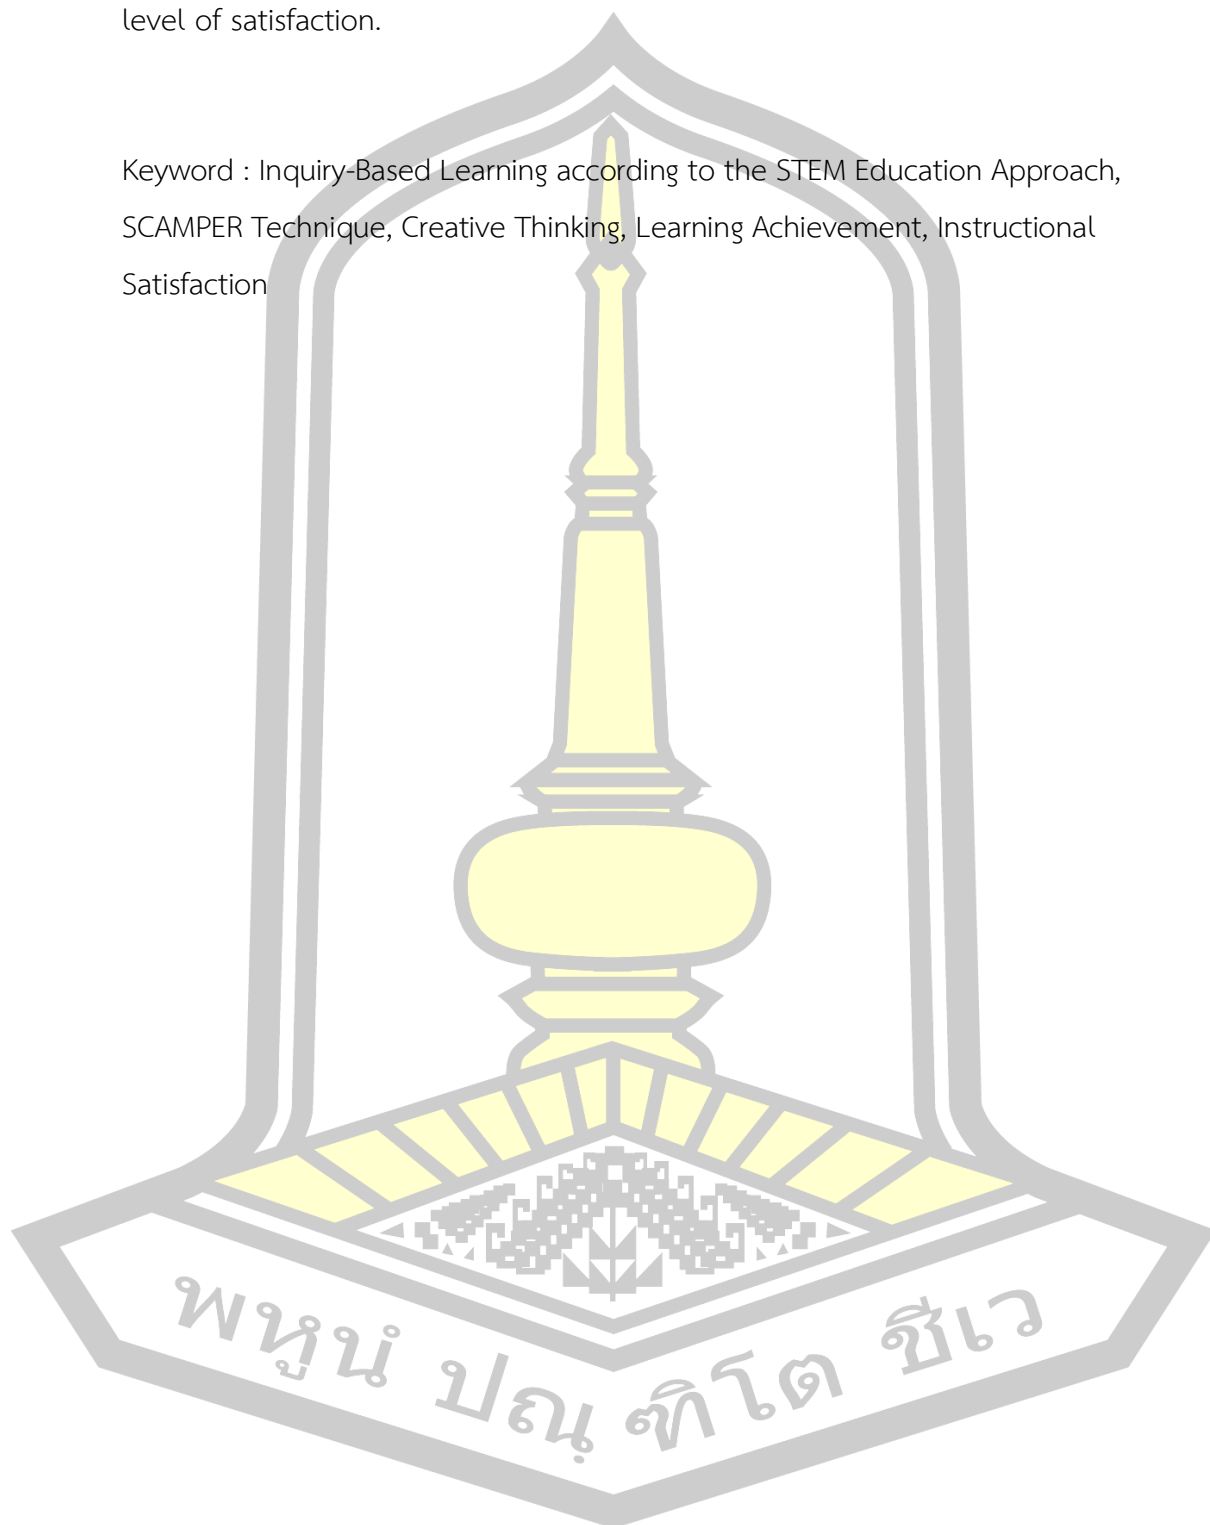 level of satisfaction.
Keyword : Inquiry-Based Learning according to the STEM Education Approach,
SCAMPER Technique, Creative Thinking, Learning Achievement, Instructional
Satisfaction
พหูนํ ปณฺฑิโต ชีเว